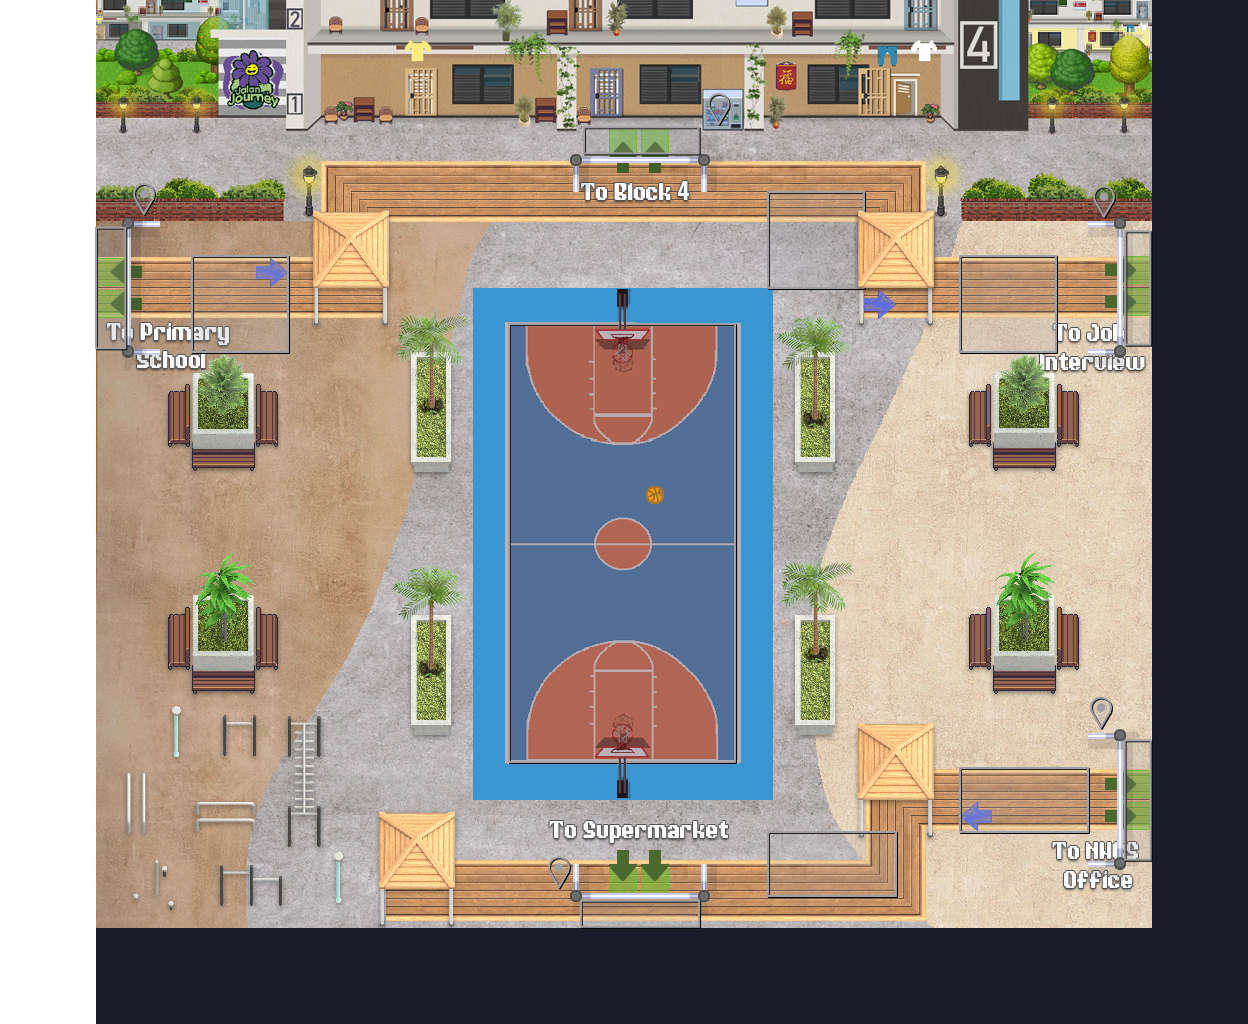 2
4
Jalan
Journey
福
1
To Block 4
To Primary
School
To Job
Interview
To Supermarket
To NHCS
Office